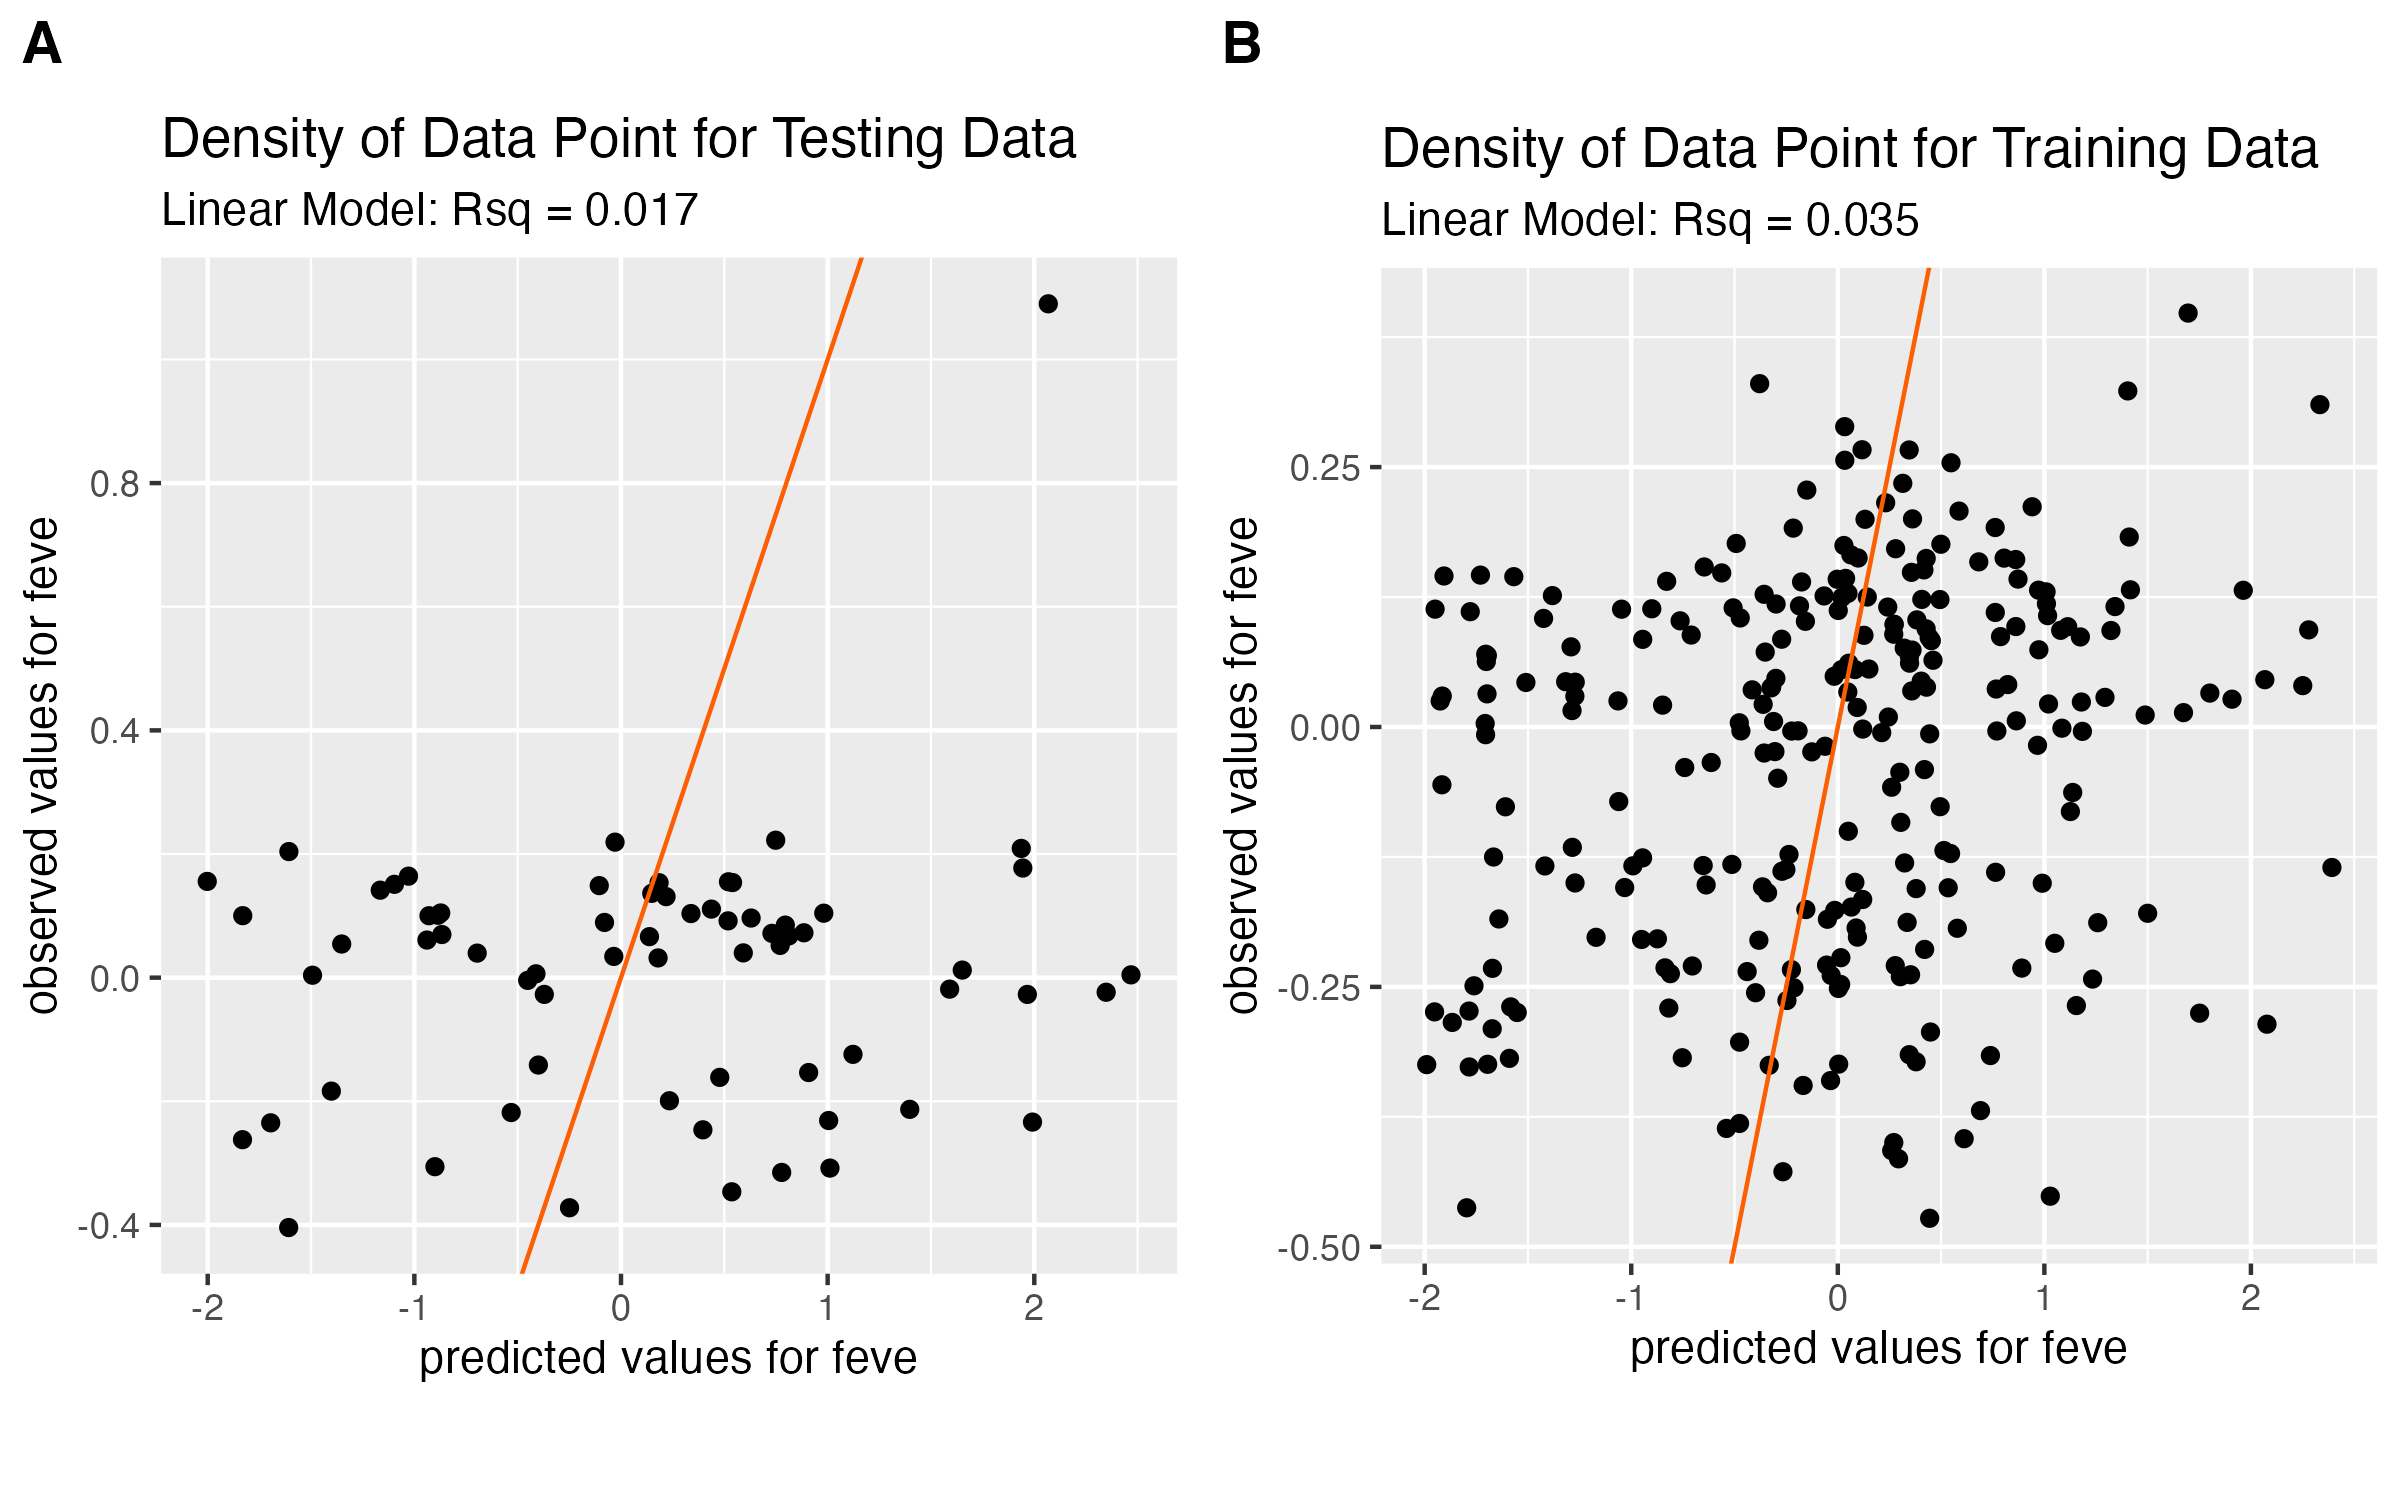 A
Density of Data Point for Testing Data
Linear Model: Rsq = 0.017
observed values for feve
0.8
0.4
0.0
-0.4
-2
-1
0
1
2
predicted values for feve
B
Density of Data Point for Training Data
Linear Model: Rsq = 0.035
observed values for feve
0.25
0.00
-0.25
-0.50
-2
-1
0
1
2
predicted values for feve